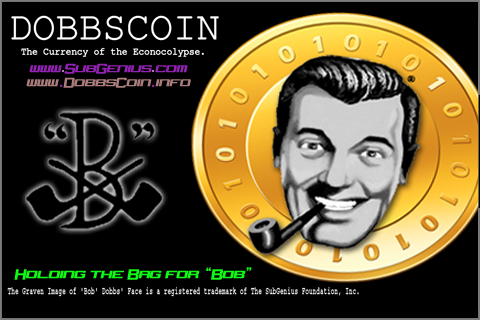 DOBBSCOIN
The Currency of the Econocolypse.
www.SubGenius.com
www.DobbsCoin.info
“B”
Holding the Bag for “Bob”
The Graven Image of 'Bob' Dobbs' Face is a registered trademark of The SubGenius Foundation, Inc.
®